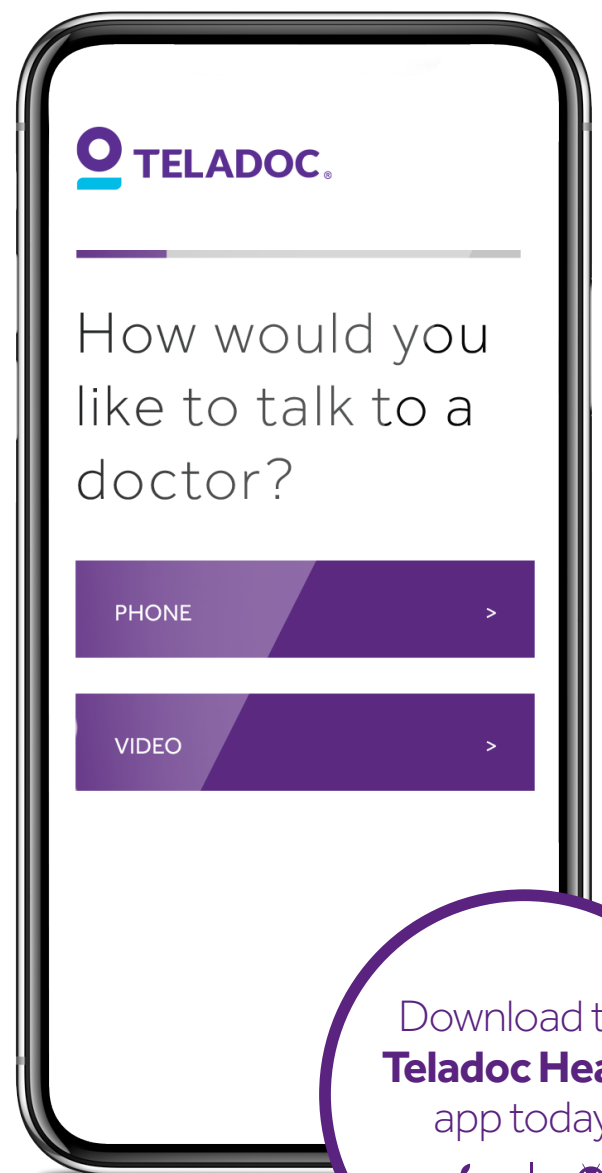 TELADOC®
How would you
like to talk to a
doctor?
PHONE >
VIDEO >
Download t
Teladoc Hea
app today